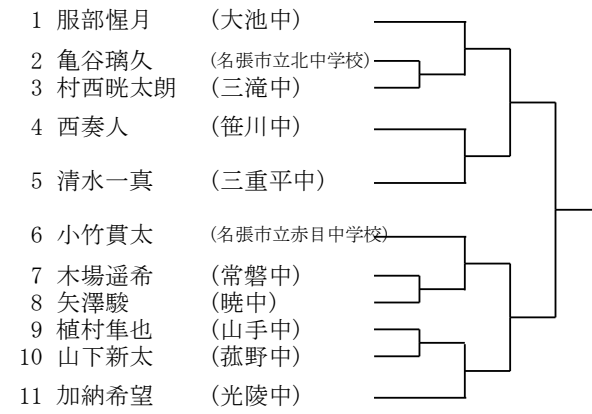 1 服部惺月 (大池中)
2 亀谷璃久 (名張市立北中学校)
3 村西晄太朗 (三滝中)
4 西奏人 (笹川中)
5 清水一真 (三重平中)
6 小竹貫太 (名張市立赤目中学校)
7 木場遥希 (常磐中)
8 矢澤駿 (暁中)
9 植村隼也 (山手中)
10 山下新太 (菰野中)
11 加納希望 (光陵中)